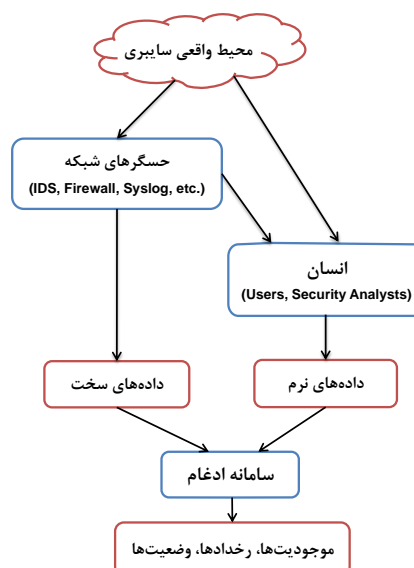 محیط واقعی سایبری
حسگرهای شبکه
(IDS, Firewall, Syslog, etc.)
انسان
(Users, Security Analysts)
داده‌های سخت
داده‌های نرم
سامانه ادغام
موجودیت‌ها، رخدادها، وضعیت‌ها